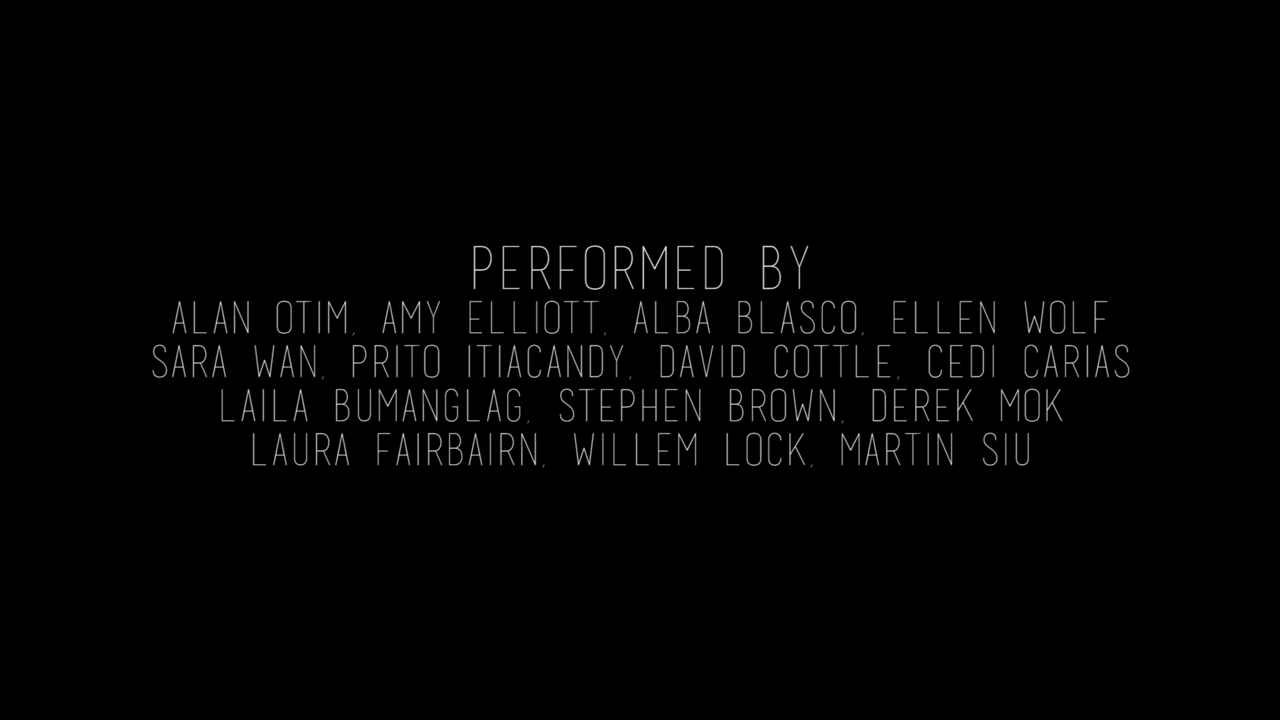 PERFORMED BY
ALAN OTIM, AMY ELLIOTT, ALBA BLASCO, ELLEN WOLF
SARA WAN, PRITO ITIACANDY, DAVID COTTLE, CEDI CARIAS
LAILA BUMANGLAG, STEPHEN BROWN, DEREK MOK
LAURA FAIRBAIRN, WILLEM LOCK, MARTIN SIU